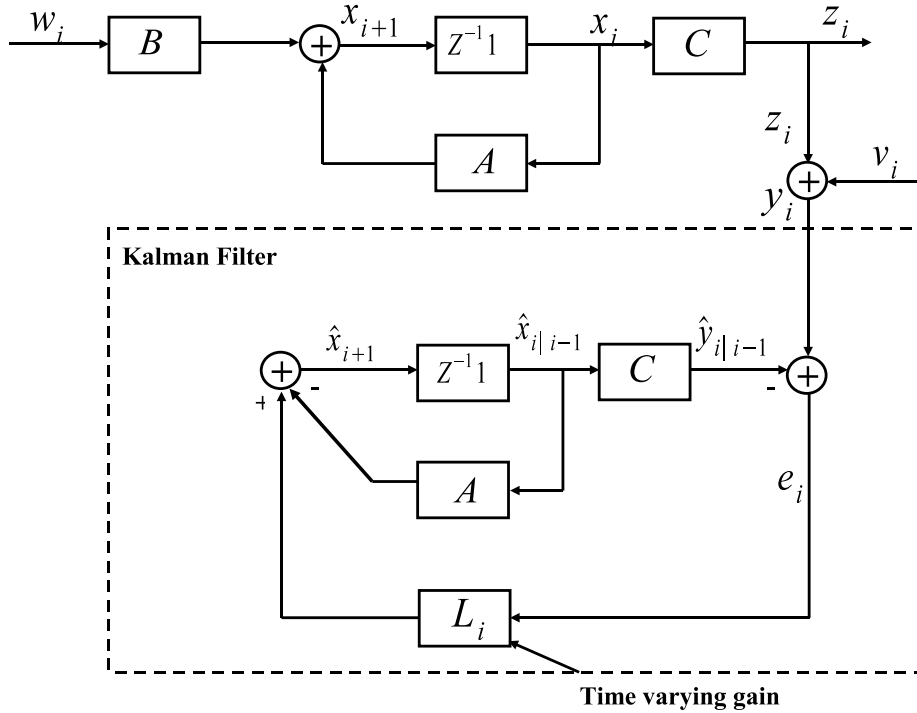 w_i
B
+
x_{i+1}
Z^{-1}1
x_i
C
z_i
A
z_i
v_i
+
y_i
Kalman Filter
+
x̂_{i+1}
-
+
Z^{-1}1
x̂_{i|i-1}
C
ŷ_{i|i-1}
-
+
A
e_i
L_i
Time varying gain